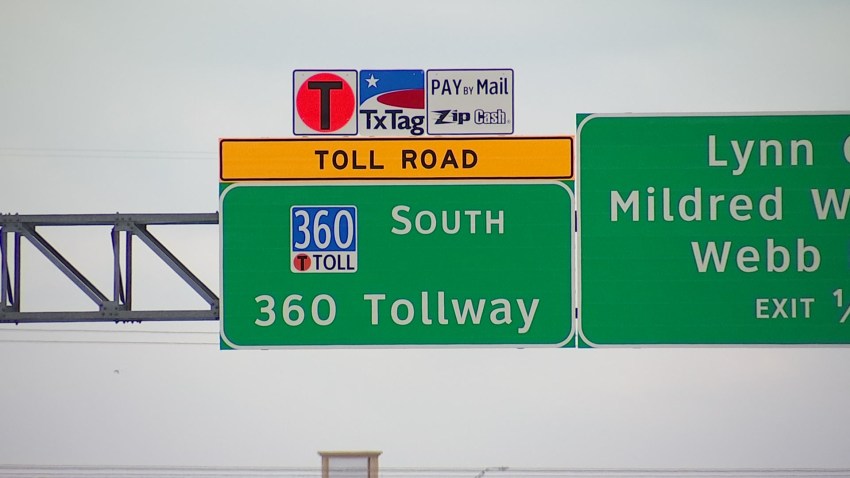 T
TxTag
PAY BY Mail
Zip Cash
TOLL ROAD
360
T TOLL
SOUTH
360 Tollway
Lynn
Mildred
Webb
EXIT